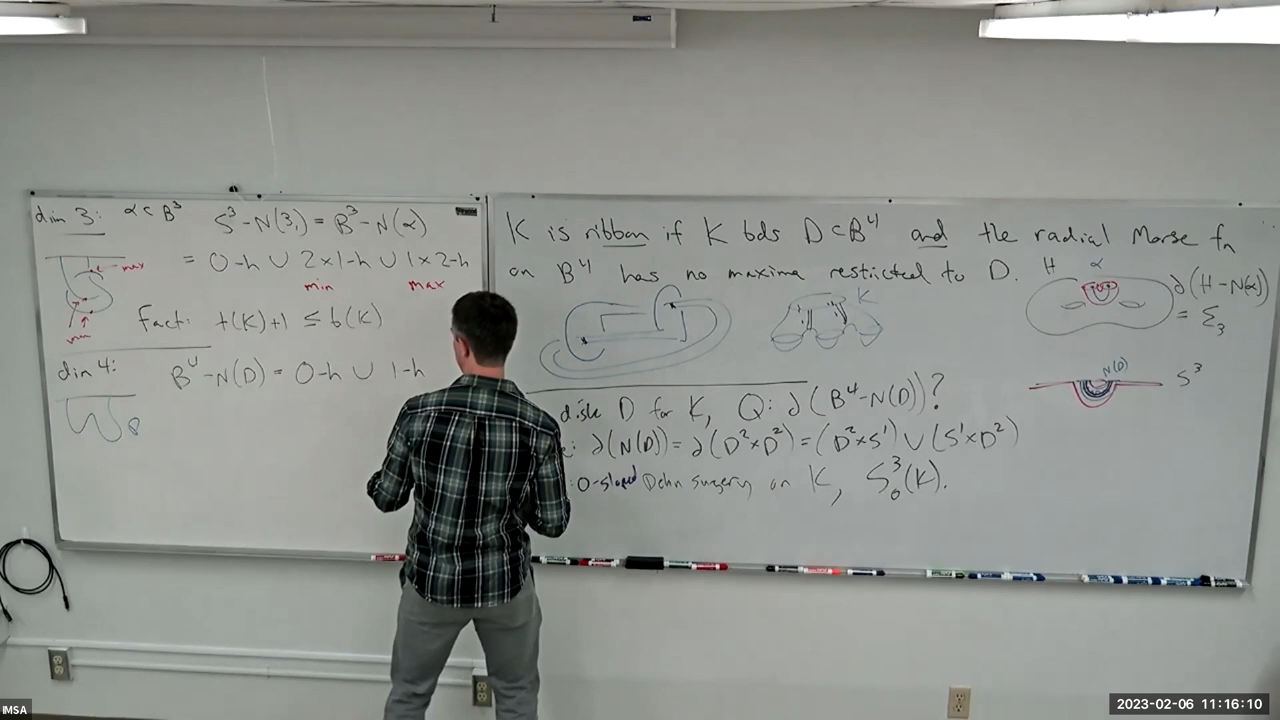 dim 3: α ⊂ B³ S³ - N(3₁) = B³ - N(α)
= 0-h ∪ 2×1-h ∪ 1×2-h
max
min max
min
Fact: t(K)+1 ≤ b(K)
dim 4: B⁴ - N(D) = 0-h ∪ 1-h
K is ribbon if K bds D ⊂ B⁴ and the radial Morse fn
on B⁴ has no maxima restricted to D.
H α
K
∂(H - N(α))
= Σ₃
N(D)
S³
disk D for K, Q: ∂(B⁴ - N(D))?
: ∂(N(D)) = ∂(D²×D²) = (D²×S¹) ∪ (S¹×D²)
: 0-sloped Dehn surgery on K, S³₀(K).
IMSA
2023-02-06 11:16:10